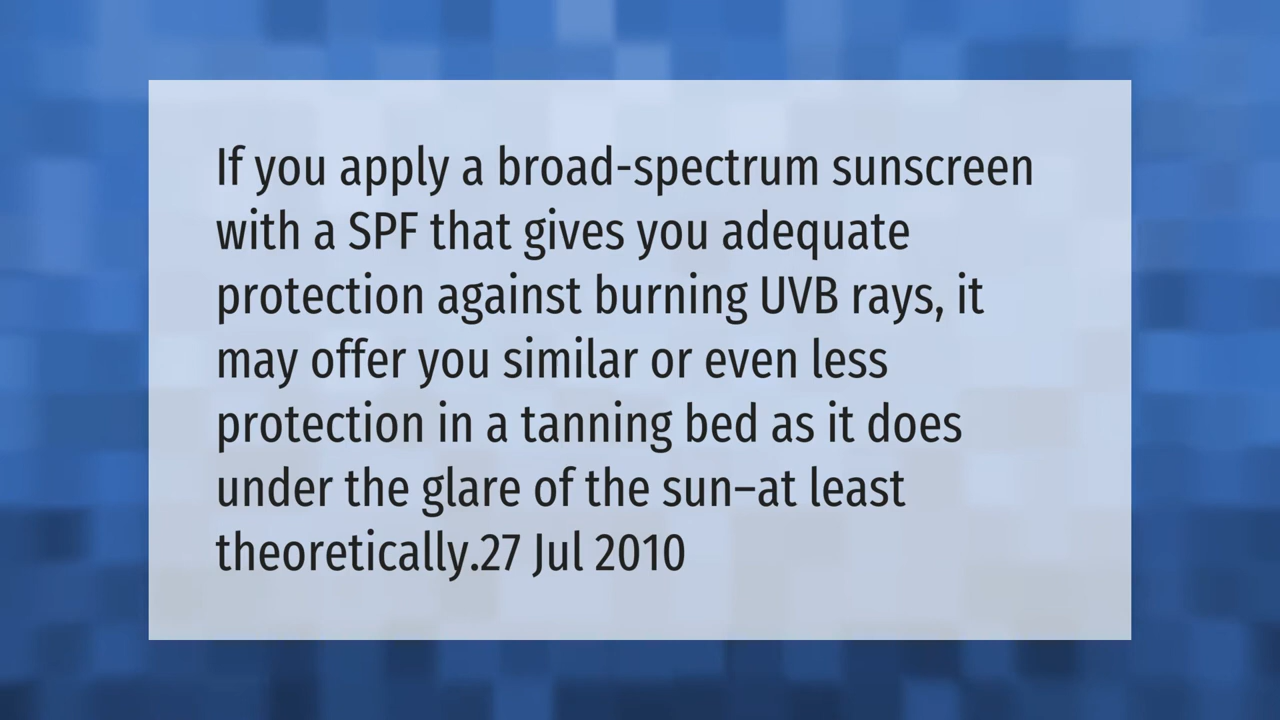 If you apply a broad-spectrum sunscreen
with a SPF that gives you adequate
protection against burning UVB rays, it
may offer you similar or even less
protection in a tanning bed as it does
under the glare of the sun–at least
theoretically.27 Jul 2010